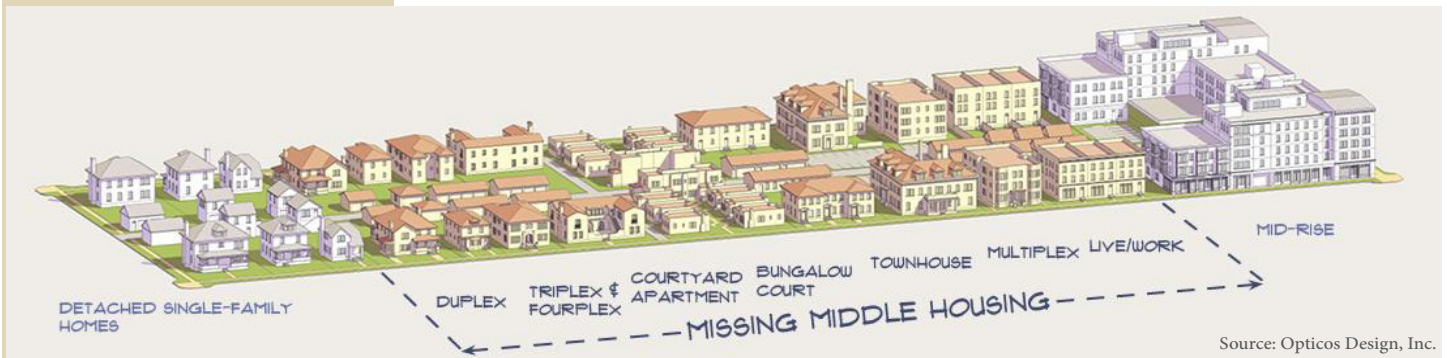 DETACHED SINGLE-FAMILY
HOMES
DUPLEX
TRIPLEX &
FOURPLEX
COURTYARD
APARTMENT
BUNGALOW
COURT
TOWNHOUSE
MULTIPLEX
LIVE/WORK
MID-RISE
MISSING MIDDLE HOUSING
Source: Opticos Design, Inc.